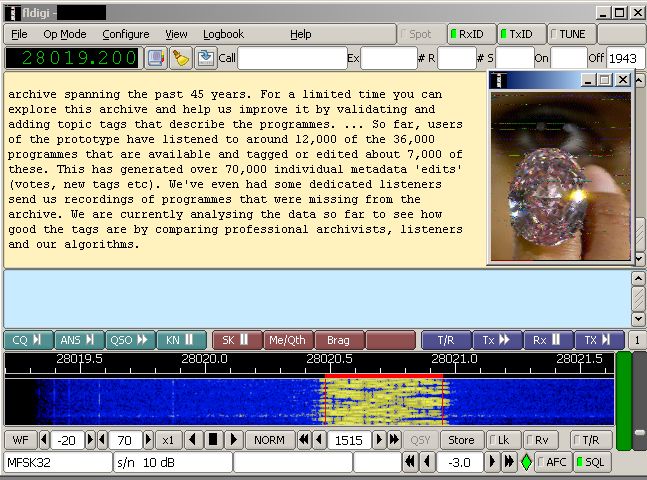 fldigi -
File Op Mode Configure View Logbook Help Spot RxID TxID TUNE
28019.200 Call Ex # R # S On Off 1943
archive spanning the past 45 years. For a limited time you can
explore this archive and help us improve it by validating and
adding topic tags that describe the programmes. ... So far, users
of the prototype have listened to around 12,000 of the 36,000
programmes that are available and tagged or edited about 7,000 of
these. This has generated over 70,000 individual metadata 'edits'
(votes, new tags etc). We've even had some dedicated listeners
send us recordings of programmes that were missing from the
archive. We are currently analysing the data so far to see how
good the tags are by comparing professional archivists, listeners
and our algorithms.
CQ ANS QSO KN SK Me/Qth Brag T/R Tx Rx TX 1
28019.5 28020.0 28020.5 28021.0 28021.5
WF -20 70 x1 NORM 1515 QSY Store Lk Rv T/R
MFSK32 s/n 10 dB -3.0 AFC SQL